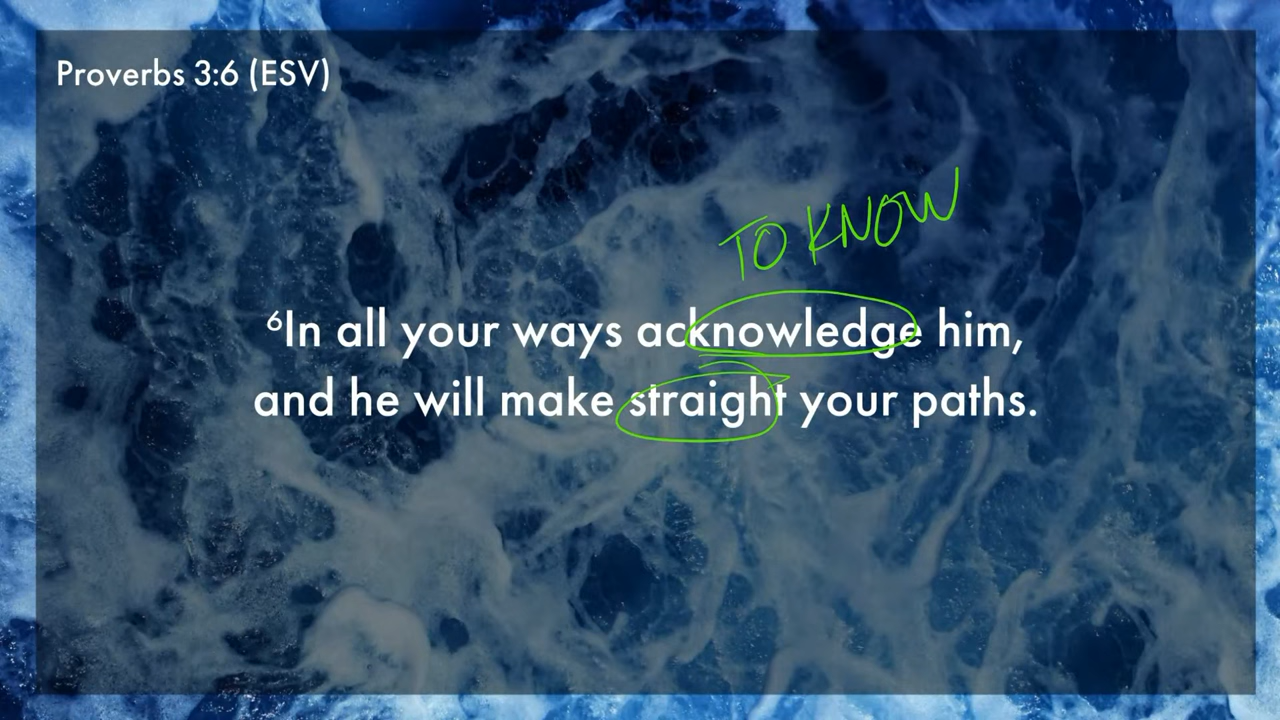 Proverbs 3:6 (ESV)
TO KNOW
⁶In all your ways acknowledge him,
and he will make straight your paths.